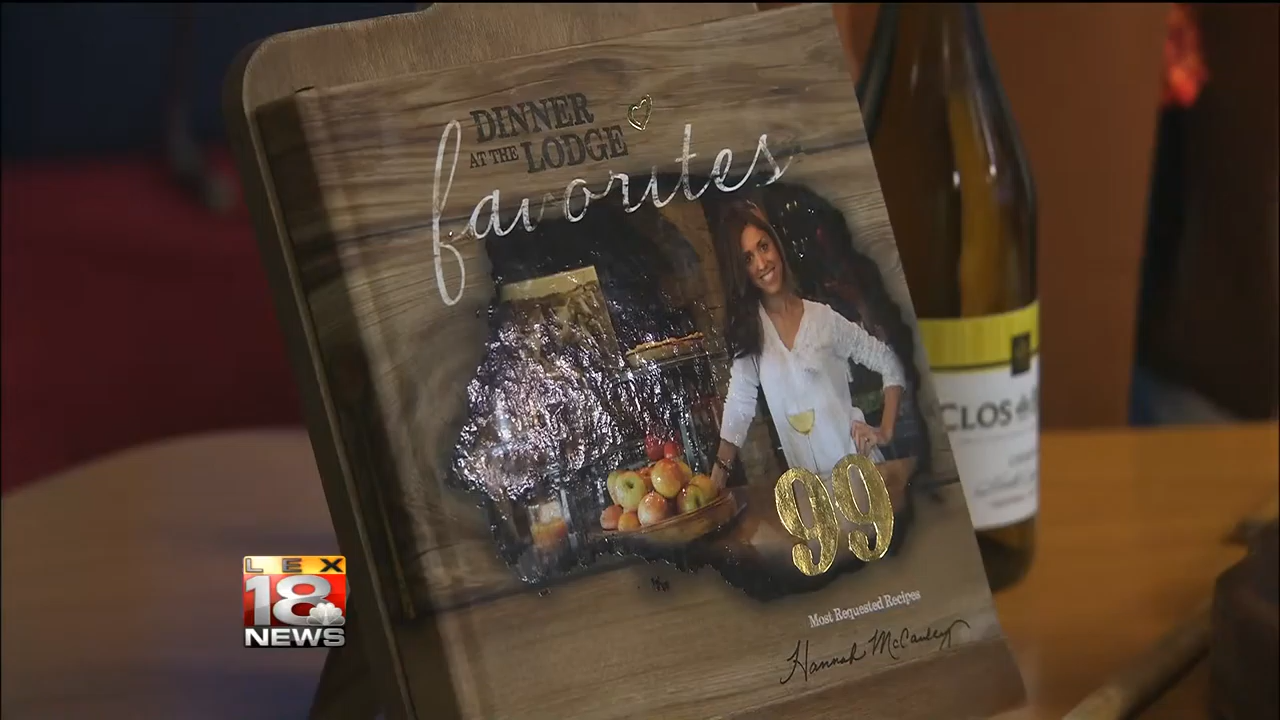 DINNER
AT THE LODGE
favorites
99
Most Requested Recipes
Hannah McCauley
CLOS
LEX
18
NEWS